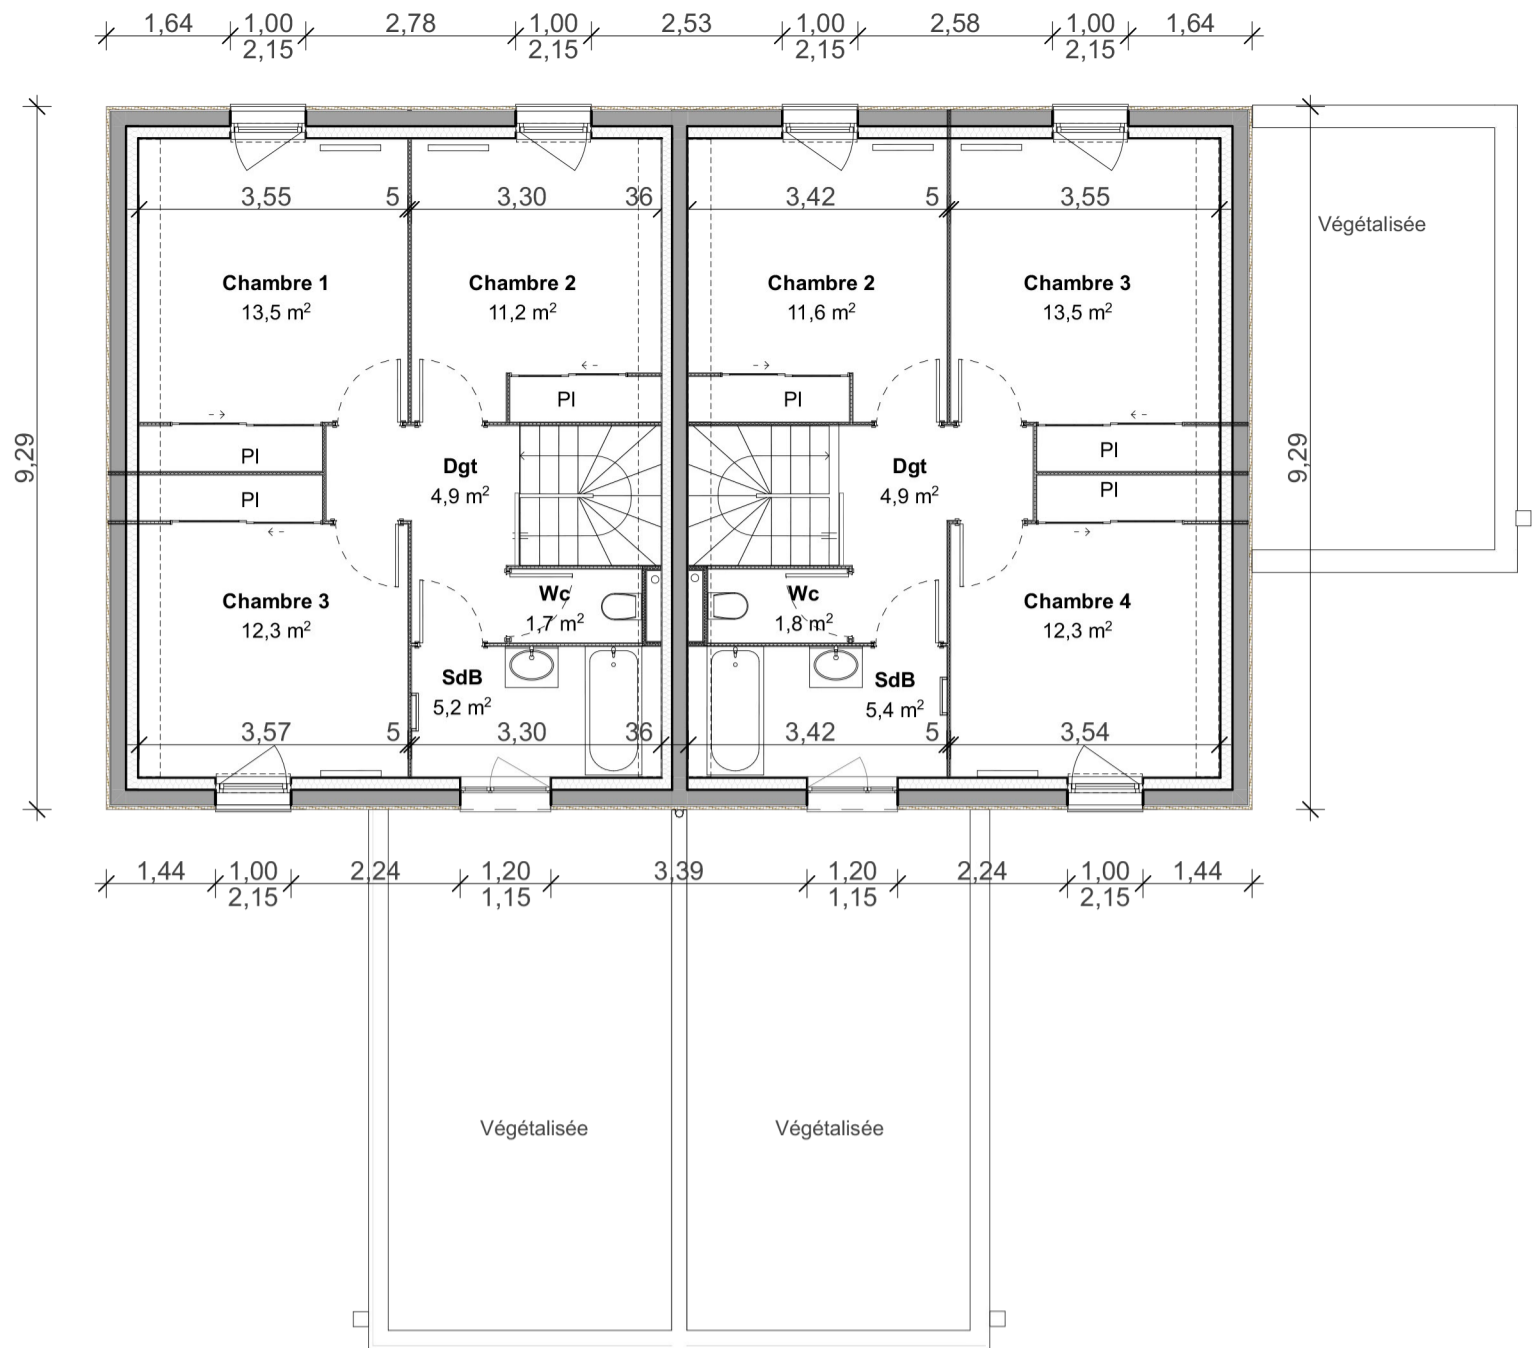 1,64 1,00 2,78 1,00 2,53 1,00 2,58 1,00 1,64
2,15 2,15 2,15 2,15
3,55 5 3,30 36 3,42 5 3,55
Végétalisée
Chambre 1 Chambre 2 Chambre 2 Chambre 3
13,5 m² 11,2 m² 11,6 m² 13,5 m²
Pl Pl
9,29 9,29
Pl Pl
Dgt Dgt
4,9 m² 4,9 m²
Pl Pl
Chambre 3 Wc Wc Chambre 4
12,3 m² 1,7 m² 1,8 m² 12,3 m²
SdB SdB
5,2 m² 5,4 m²
3,57 5 3,30 36 3,42 5 3,54
1,44 1,00 2,24 1,20 3,39 1,20 2,24 1,00 1,44
2,15 1,15 1,15 2,15
Végétalisée Végétalisée